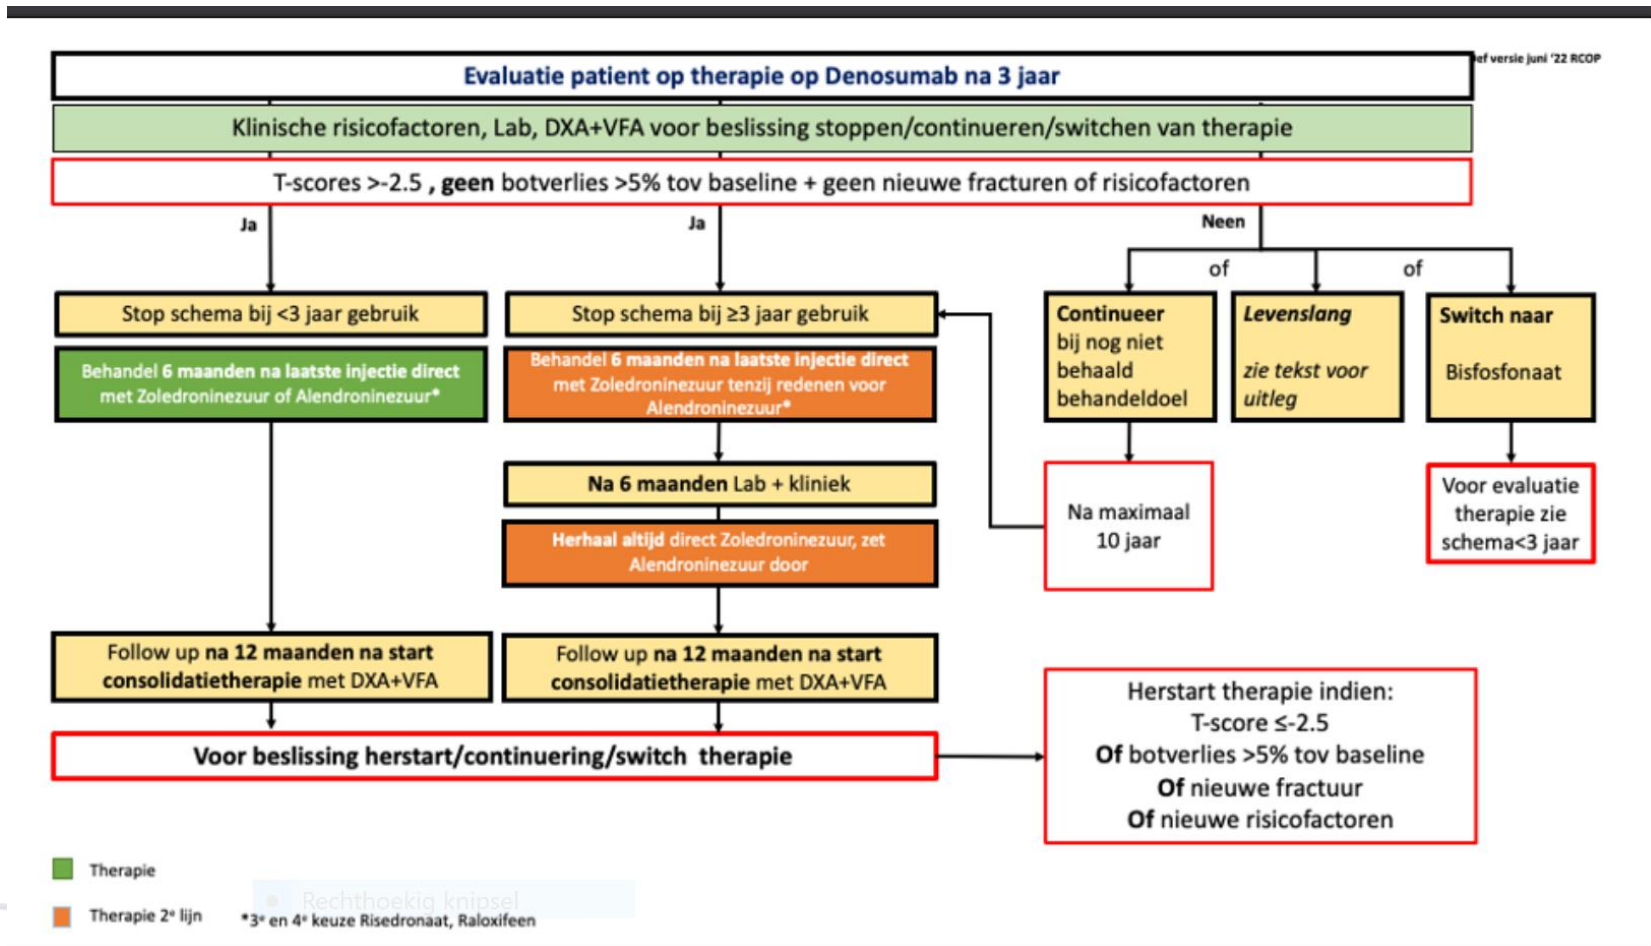 ef versie juni '22 RCOP
Evaluatie patient op therapie op Denosumab na 3 jaar
Klinische risicofactoren, Lab, DXA+VFA voor beslissing stoppen/continueren/switchen van therapie
T-scores >-2.5 , geen botverlies >5% tov baseline + geen nieuwe fracturen of risicofactoren
Ja
Ja
Neen
of
of
Stop schema bij <3 jaar gebruik
Behandel 6 maanden na laatste injectie direct
met Zoledroninezuur of Alendroninezuur*
Stop schema bij ≥3 jaar gebruik
Behandel 6 maanden na laatste injectie direct
met Zoledroninezuur tenzij redenen voor
Alendroninezuur*
Continueer
bij nog niet
behaald
behandeldoel
Levenslang
zie tekst voor
uitleg
Switch naar
Bisfosfonaat
Na 6 maanden Lab + kliniek
Herhaal altijd direct Zoledroninezuur, zet
Alendroninezuur door
Na maximaal
10 jaar
Voor evaluatie
therapie zie
schema<3 jaar
Follow up na 12 maanden na start
consolidatietherapie met DXA+VFA
Follow up na 12 maanden na start
consolidatietherapie met DXA+VFA
Voor beslissing herstart/continuering/switch therapie
Herstart therapie indien:
T-score ≤-2.5
Of botverlies >5% tov baseline
Of nieuwe fractuur
Of nieuwe risicofactoren
Therapie
Rechthoekig knipsel
Therapie 2e lijn
*3e en 4e keuze Risedronaat, Raloxifeen